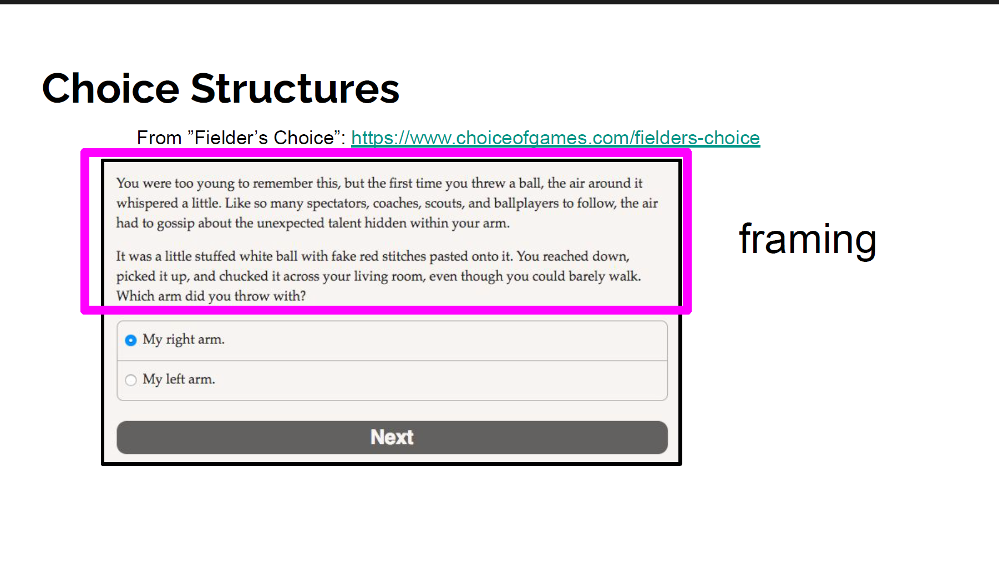 Choice Structures
From ”Fielder’s Choice”: https://www.choiceofgames.com/fielders-choice
You were too young to remember this, but the first time you threw a ball, the air around it
whispered a little. Like so many spectators, coaches, scouts, and ballplayers to follow, the air
had to gossip about the unexpected talent hidden within your arm.
It was a little stuffed white ball with fake red stitches pasted onto it. You reached down,
picked it up, and chucked it across your living room, even though you could barely walk.
Which arm did you throw with?
framing
My right arm.
My left arm.
Next